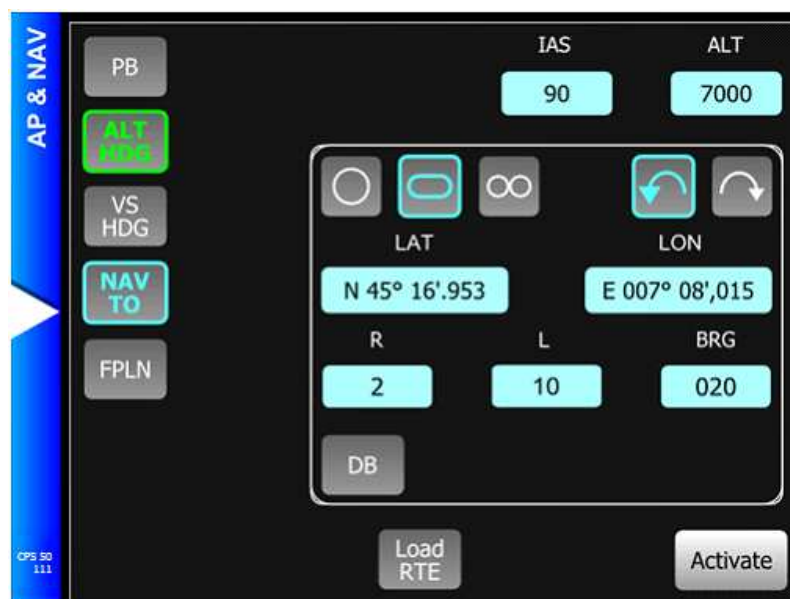 AP & NAV
PB
IAS
ALT
90
7000
ALT
HDG
VS
HDG
LAT
LON
NAV
TO
N 45° 16'.953
E 007° 08',015
R
L
BRG
FPLN
2
10
020
DB
CPS S0
111
Load
RTE
Activate